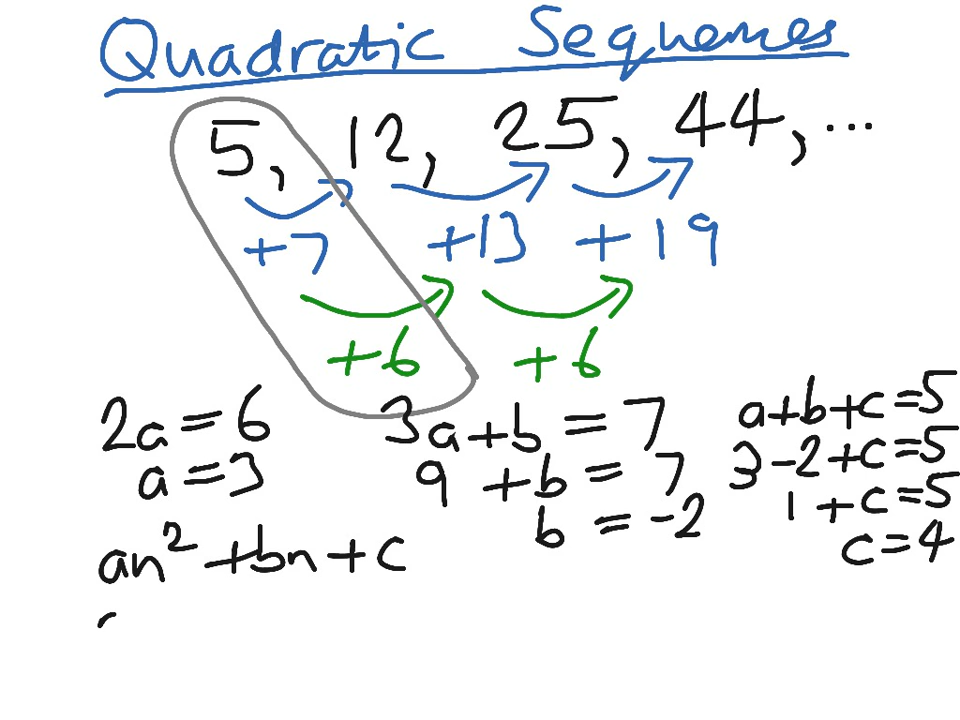 Quadratic Sequences
5, 12, 25, 44, ...
+7 +13 +19
+6 +6
2a = 6
a = 3
3a + b = 7
9 + b = 7
b = -2
a + b + c = 5
3 - 2 + c = 5
1 + c = 5
c = 4
an² + bn + c